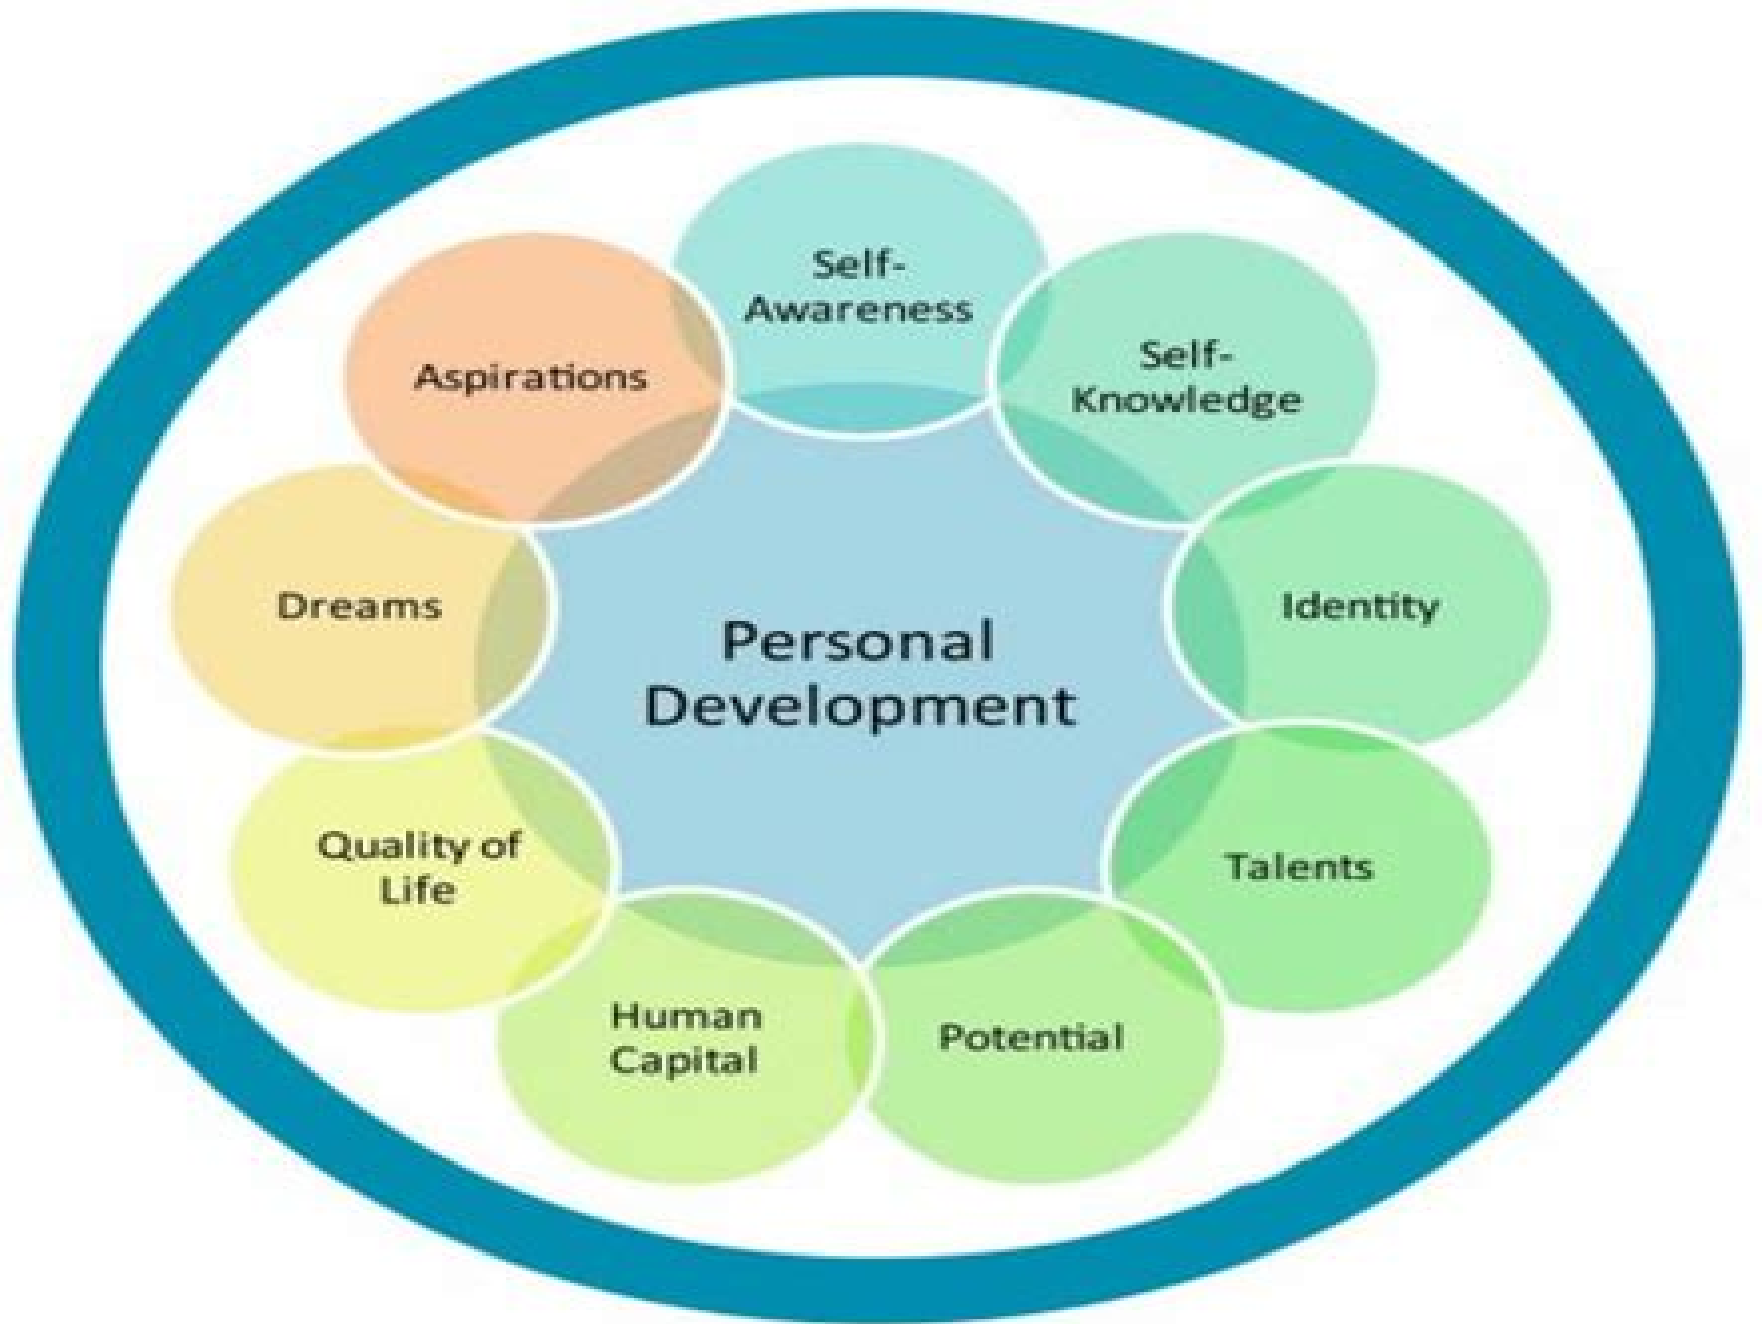 Self-
Awareness
Self-
Knowledge
Identity
Talents
Potential
Human
Capital
Quality of
Life
Dreams
Aspirations
Personal
Development